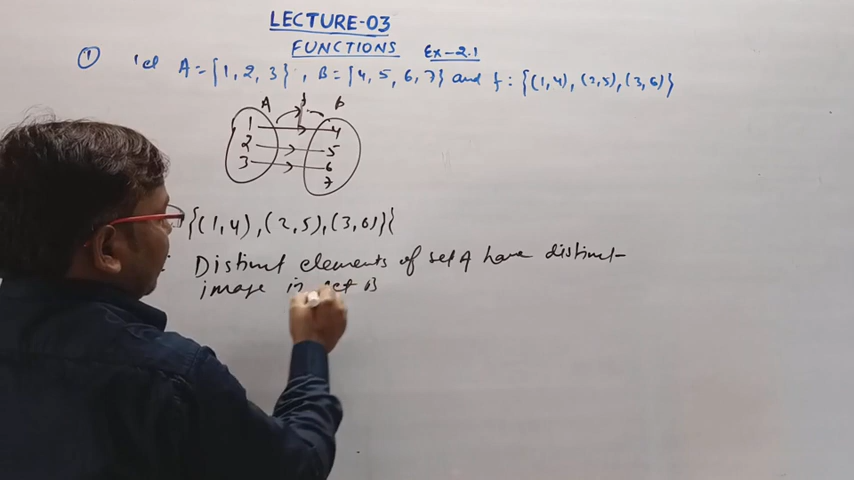 LECTURE-03
FUNCTIONS Ex-2.1
① let A = {1, 2, 3}, B = {4, 5, 6, 7} and f : {(1,4), (2,5), (3,6)}
A f B
1 4
2 5
3 6
7
{(1,4), (2,5), (3,6)}
Distinct elements of set A have distinct
image in set B